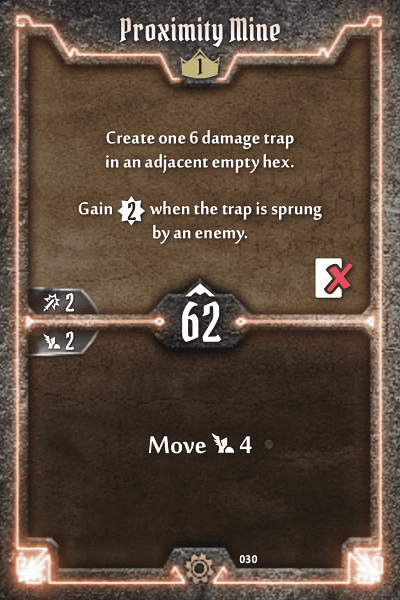 Proximity Mine
1
Create one 6 damage trap
in an adjacent empty hex.
Gain 2 when the trap is sprung
by an enemy.
2
62
2
Move 4
030